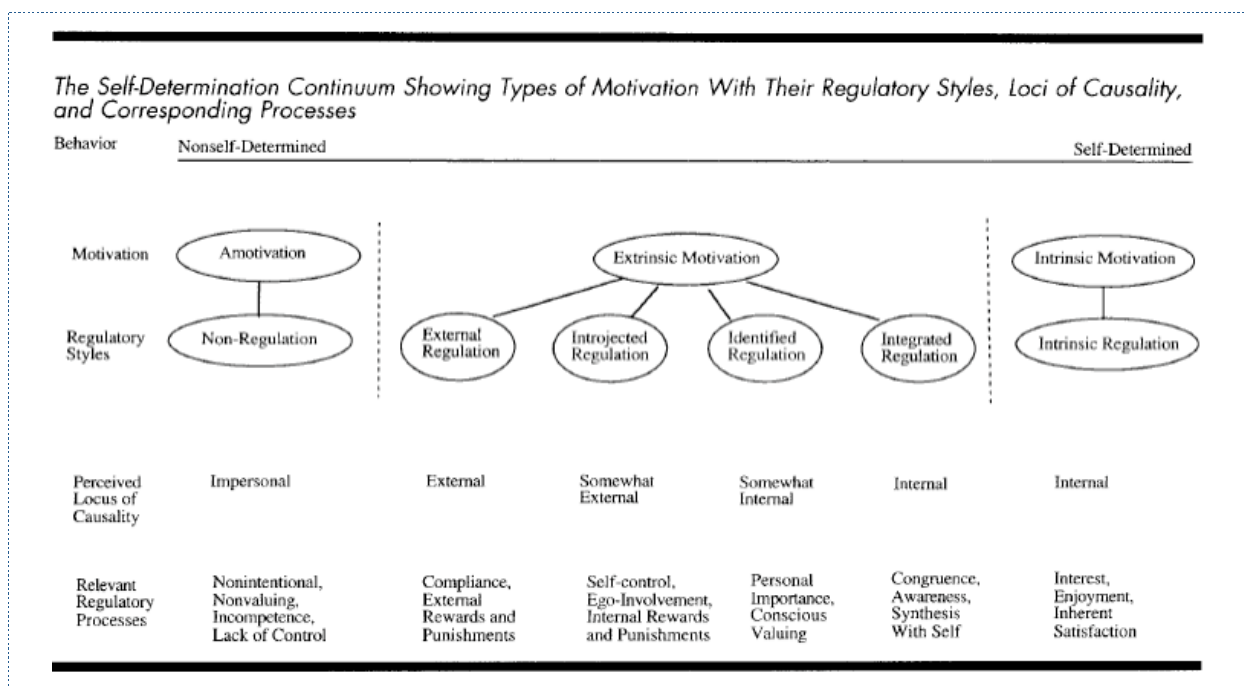 The Self-Determination Continuum Showing Types of Motivation With Their Regulatory Styles, Loci of Causality,
and Corresponding Processes
Behavior Nonself-Determined Self-Determined
Motivation Amotivation Extrinsic Motivation Intrinsic Motivation
Regulatory
Styles
Non-Regulation
External
Regulation
Introjected
Regulation
Identified
Regulation
Integrated
Regulation
Intrinsic Regulation
Perceived
Locus of
Causality
Impersonal
External
Somewhat
External
Somewhat
Internal
Internal
Internal
Relevant
Regulatory
Processes
Nonintentional,
Nonvaluing,
Incompetence,
Lack of Control
Compliance,
External
Rewards and
Punishments
Self-control,
Ego-Involvement,
Internal Rewards
and Punishments
Personal
Importance,
Conscious
Valuing
Congruence,
Awareness,
Synthesis
With Self
Interest,
Enjoyment,
Inherent
Satisfaction